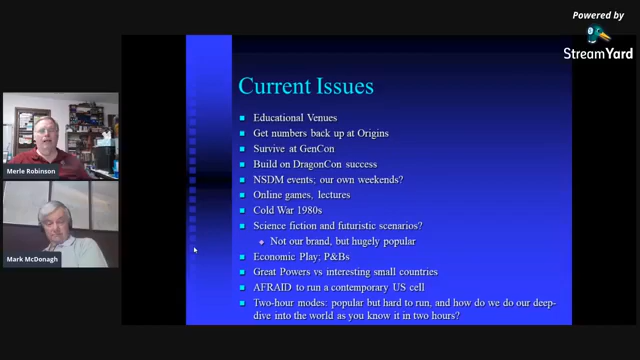 Powered by
StreamYard
Current Issues
Educational Venues
Get numbers back up at Origins
Survive at GenCon
Build on DragonCon success
NSDM events; our own weekends?
Online games, lectures
Cold War 1980s
Science fiction and futuristic scenarios?
Not our brand, but hugely popular
Economic Play; P&Bs
Great Powers vs interesting small countries
AFRAID to run a contemporary US cell
Two-hour modes: popular but hard to run, and how do we do our deep-
dive into the world as you know it in two hours?
Merle Robinson
Mark McDonagh